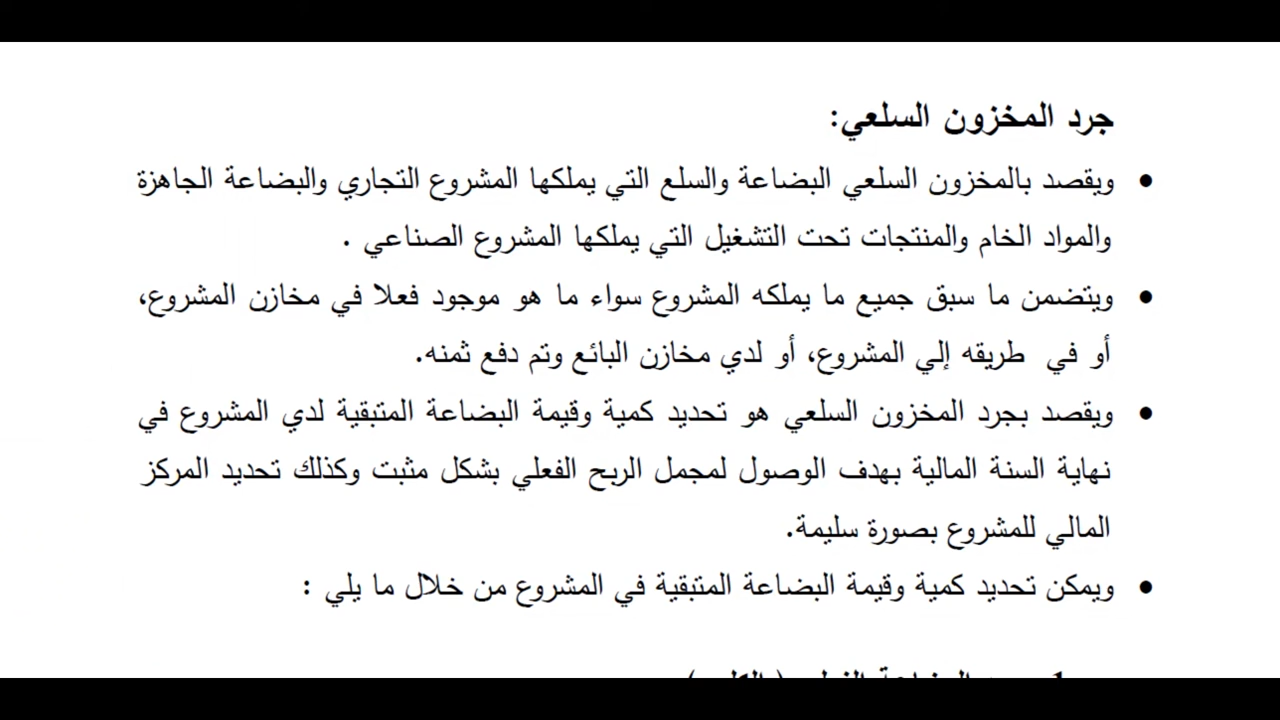 جرد المخزون السلعي:
• ويقصد بالمخزون السلعي البضاعة والسلع التي يملكها المشروع التجاري والبضاعة الجاهزة
والمواد الخام والمنتجات تحت التشغيل التي يملكها المشروع الصناعي .
• ويتضمن ما سبق جميع ما يملكه المشروع سواء ما هو موجود فعلا في مخازن المشروع،
أو في طريقه إلي المشروع، أو لدي مخازن البائع وتم دفع ثمنه.
• ويقصد بجرد المخزون السلعي هو تحديد كمية وقيمة البضاعة المتبقية لدي المشروع في
نهاية السنة المالية بهدف الوصول لمجمل الربح الفعلي بشكل مثبت وكذلك تحديد المركز
المالي للمشروع بصورة سليمة.
• ويمكن تحديد كمية وقيمة البضاعة المتبقية في المشروع من خلال ما يلي :